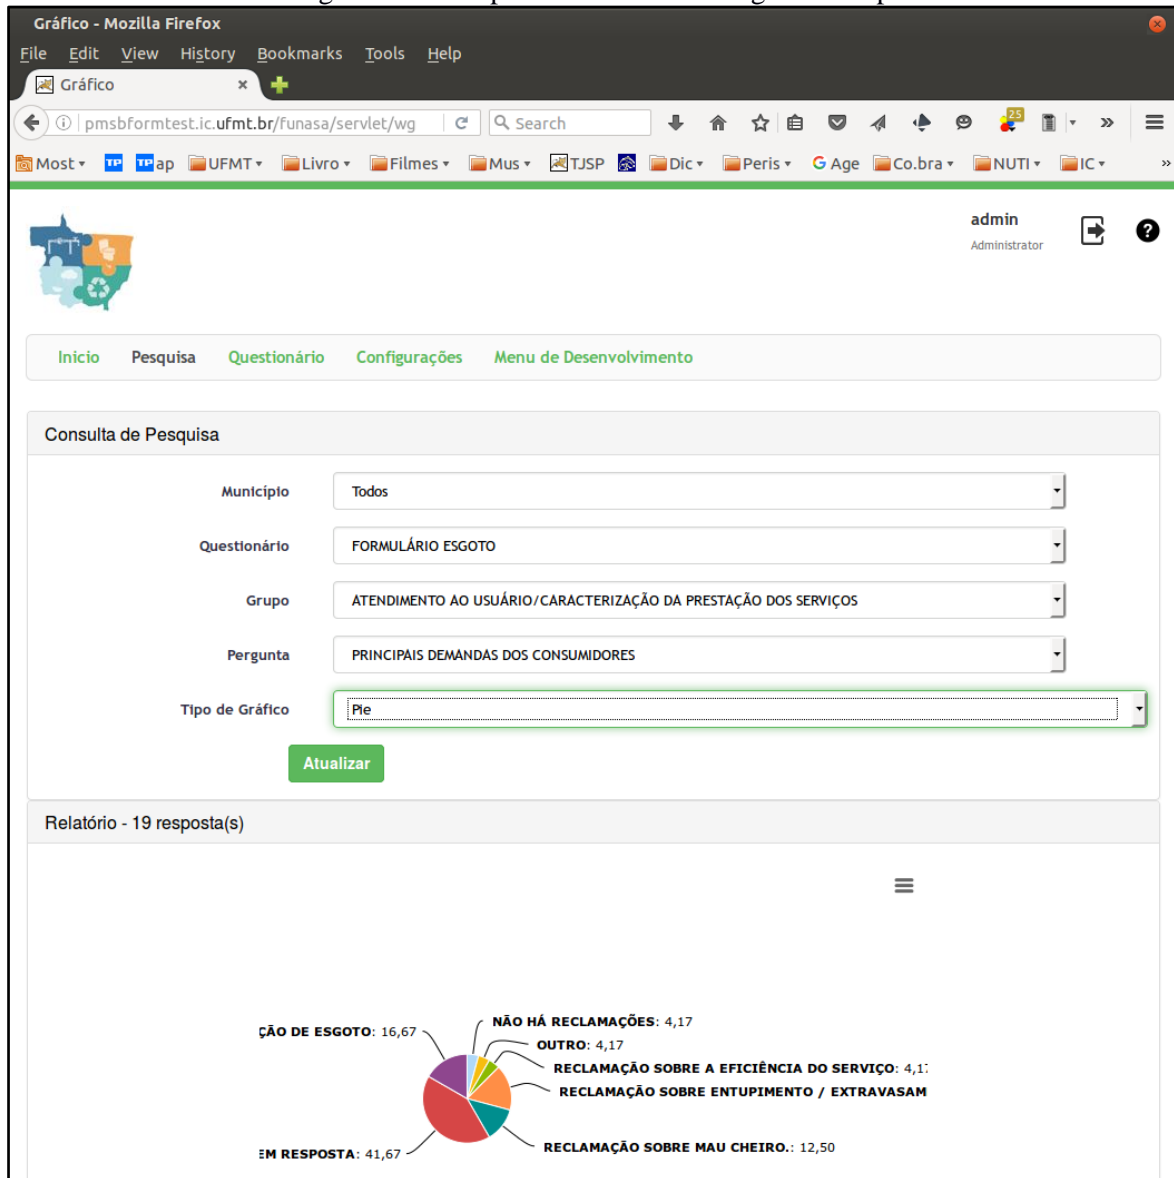 Gráfico - Mozilla Firefox
File Edit View History Bookmarks Tools Help
Gráfico
pmsbformtest.ic.ufmt.br/funasa/servlet/wg Search 25
Most TP TP ap UFMT Livro Filmes Mus TJSP Dic Peris G Age Co.bra NUTI IC »
admin
Administrator
Inicio Pesquisa Questionário Configurações Menu de Desenvolvimento
Consulta de Pesquisa
Município Todos
Questionário FORMULÁRIO ESGOTO
Grupo ATENDIMENTO AO USUÁRIO/CARACTERIZAÇÃO DA PRESTAÇÃO DOS SERVIÇOS
Pergunta PRINCIPAIS DEMANDAS DOS CONSUMIDORES
Tipo de Gráfico Pie
Atualizar
Relatório - 19 resposta(s)
NÃO HÁ RECLAMAÇÕES: 4,17
ÇÃO DE ESGOTO: 16,67
OUTRO: 4,17
RECLAMAÇÃO SOBRE A EFICIÊNCIA DO SERVIÇO: 4,17
RECLAMAÇÃO SOBRE ENTUPIMENTO / EXTRAVASAM
RECLAMAÇÃO SOBRE MAU CHEIRO.: 12,50
EM RESPOSTA: 41,67